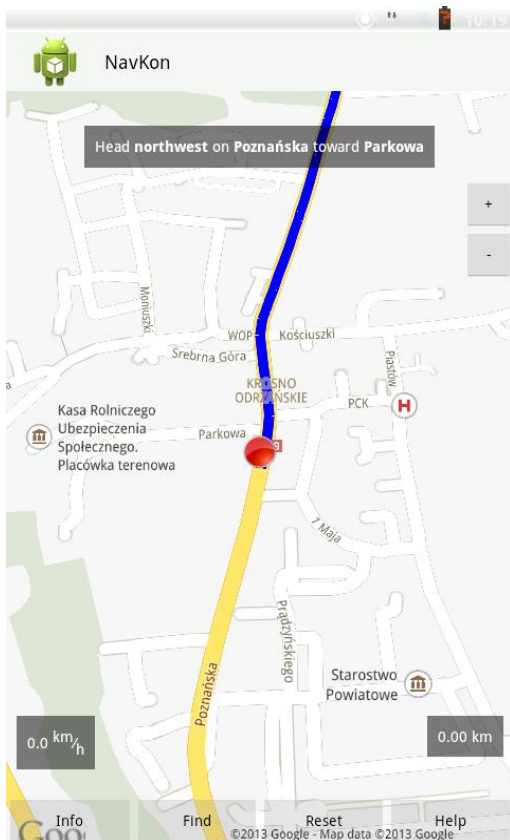 10:19
NavKon
Head northwest on Poznańska toward Parkowa
+
-
Moniuszki
WOP
Kościuszki
Srebrna Góra
Piastów
KROSNO
ODRZAŃSKIE
PCK
H
Kasa Rolniczego
Ubezpieczenia
Społecznego.
Placówka terenowa
Parkowa
7 Maja
Prądzyńskiego
Starostwo
Powiatowe
Poznańska
0.0 km/h
0.00 km
Info
Find
Reset
Help
©2013 Google - Map data ©2013 Google